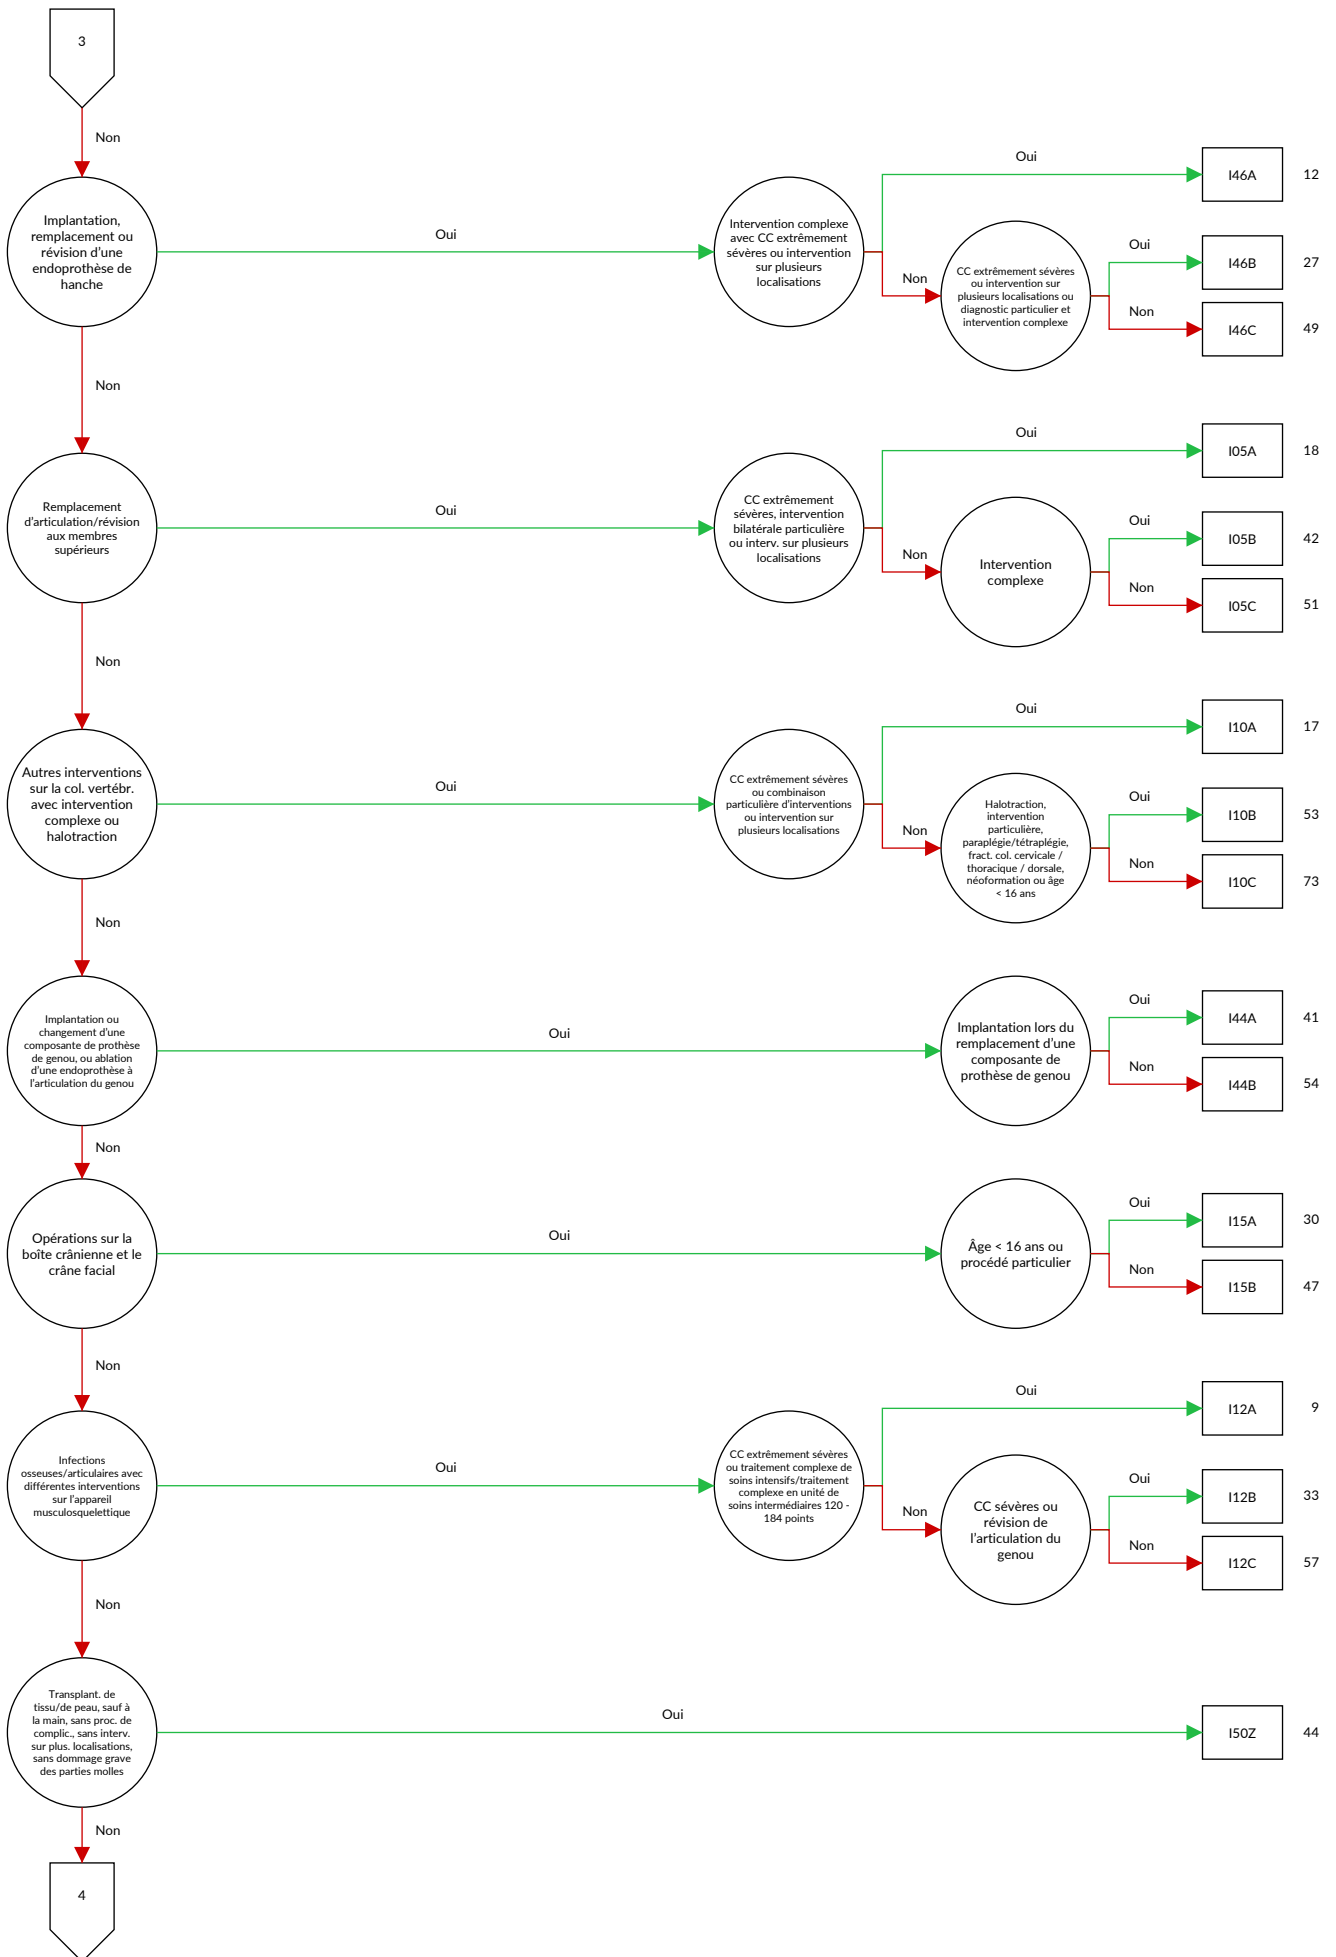 3
Non
Implantation,
remplacement ou
révision d'une
endoprothèse de
hanche
Oui
Intervention complexe
avec CC extrêmement
sévères ou intervention
sur plusieurs
localisations
Oui
I46A
12
Non
CC extrêmement sévères
ou intervention sur
plusieurs localisations ou
diagnostic particulier et
intervention complexe
Oui
I46B
27
Non
I46C
49
Non
Remplacement
d'articulation/révision
aux membres
supérieurs
Oui
CC extrêmement
sévères, intervention
bilatérale particulière
ou interv. sur plusieurs
localisations
Oui
I05A
18
Non
Intervention
complexe
Oui
I05B
42
Non
I05C
51
Non
Autres interventions
sur la col. vertébr.
avec intervention
complexe ou
halotraction
Oui
CC extrêmement sévères
ou combinaison
particulière d'interventions
ou intervention sur
plusieurs localisations
Oui
I10A
17
Non
Halotraction,
intervention
particulière,
paraplégie/tétraplégie,
fract. col. cervicale /
thoracique / dorsale,
néoformation ou âge
< 16 ans
Oui
I10B
53
Non
I10C
73
Non
Implantation ou
changement d'une
composante de prothèse
de genou, ou ablation
d'une endoprothèse à
l'articulation du genou
Oui
Implantation lors du
remplacement d'une
composante de
prothèse de genou
Oui
I44A
41
Non
I44B
54
Non
Opérations sur la
boîte crânienne et le
crâne facial
Oui
Âge < 16 ans ou
procédé particulier
Oui
I15A
30
Non
I15B
47
Non
Infections
osseuses/articulaires avec
différentes interventions
sur l'appareil
musculosquelettique
Oui
CC extrêmement sévères
ou traitement complexe de
soins intensifs/traitement
complexe en unité de
soins intermédiaires 120 -
184 points
Oui
I12A
9
Non
CC sévères ou
révision de
l'articulation du
genou
Oui
I12B
33
Non
I12C
57
Non
Transplant. de
tissu/de peau, sauf à
la main, sans proc. de
complic., sans interv.
sur plus. localisations,
sans dommage grave
des parties molles
Oui
I50Z
44
Non
4